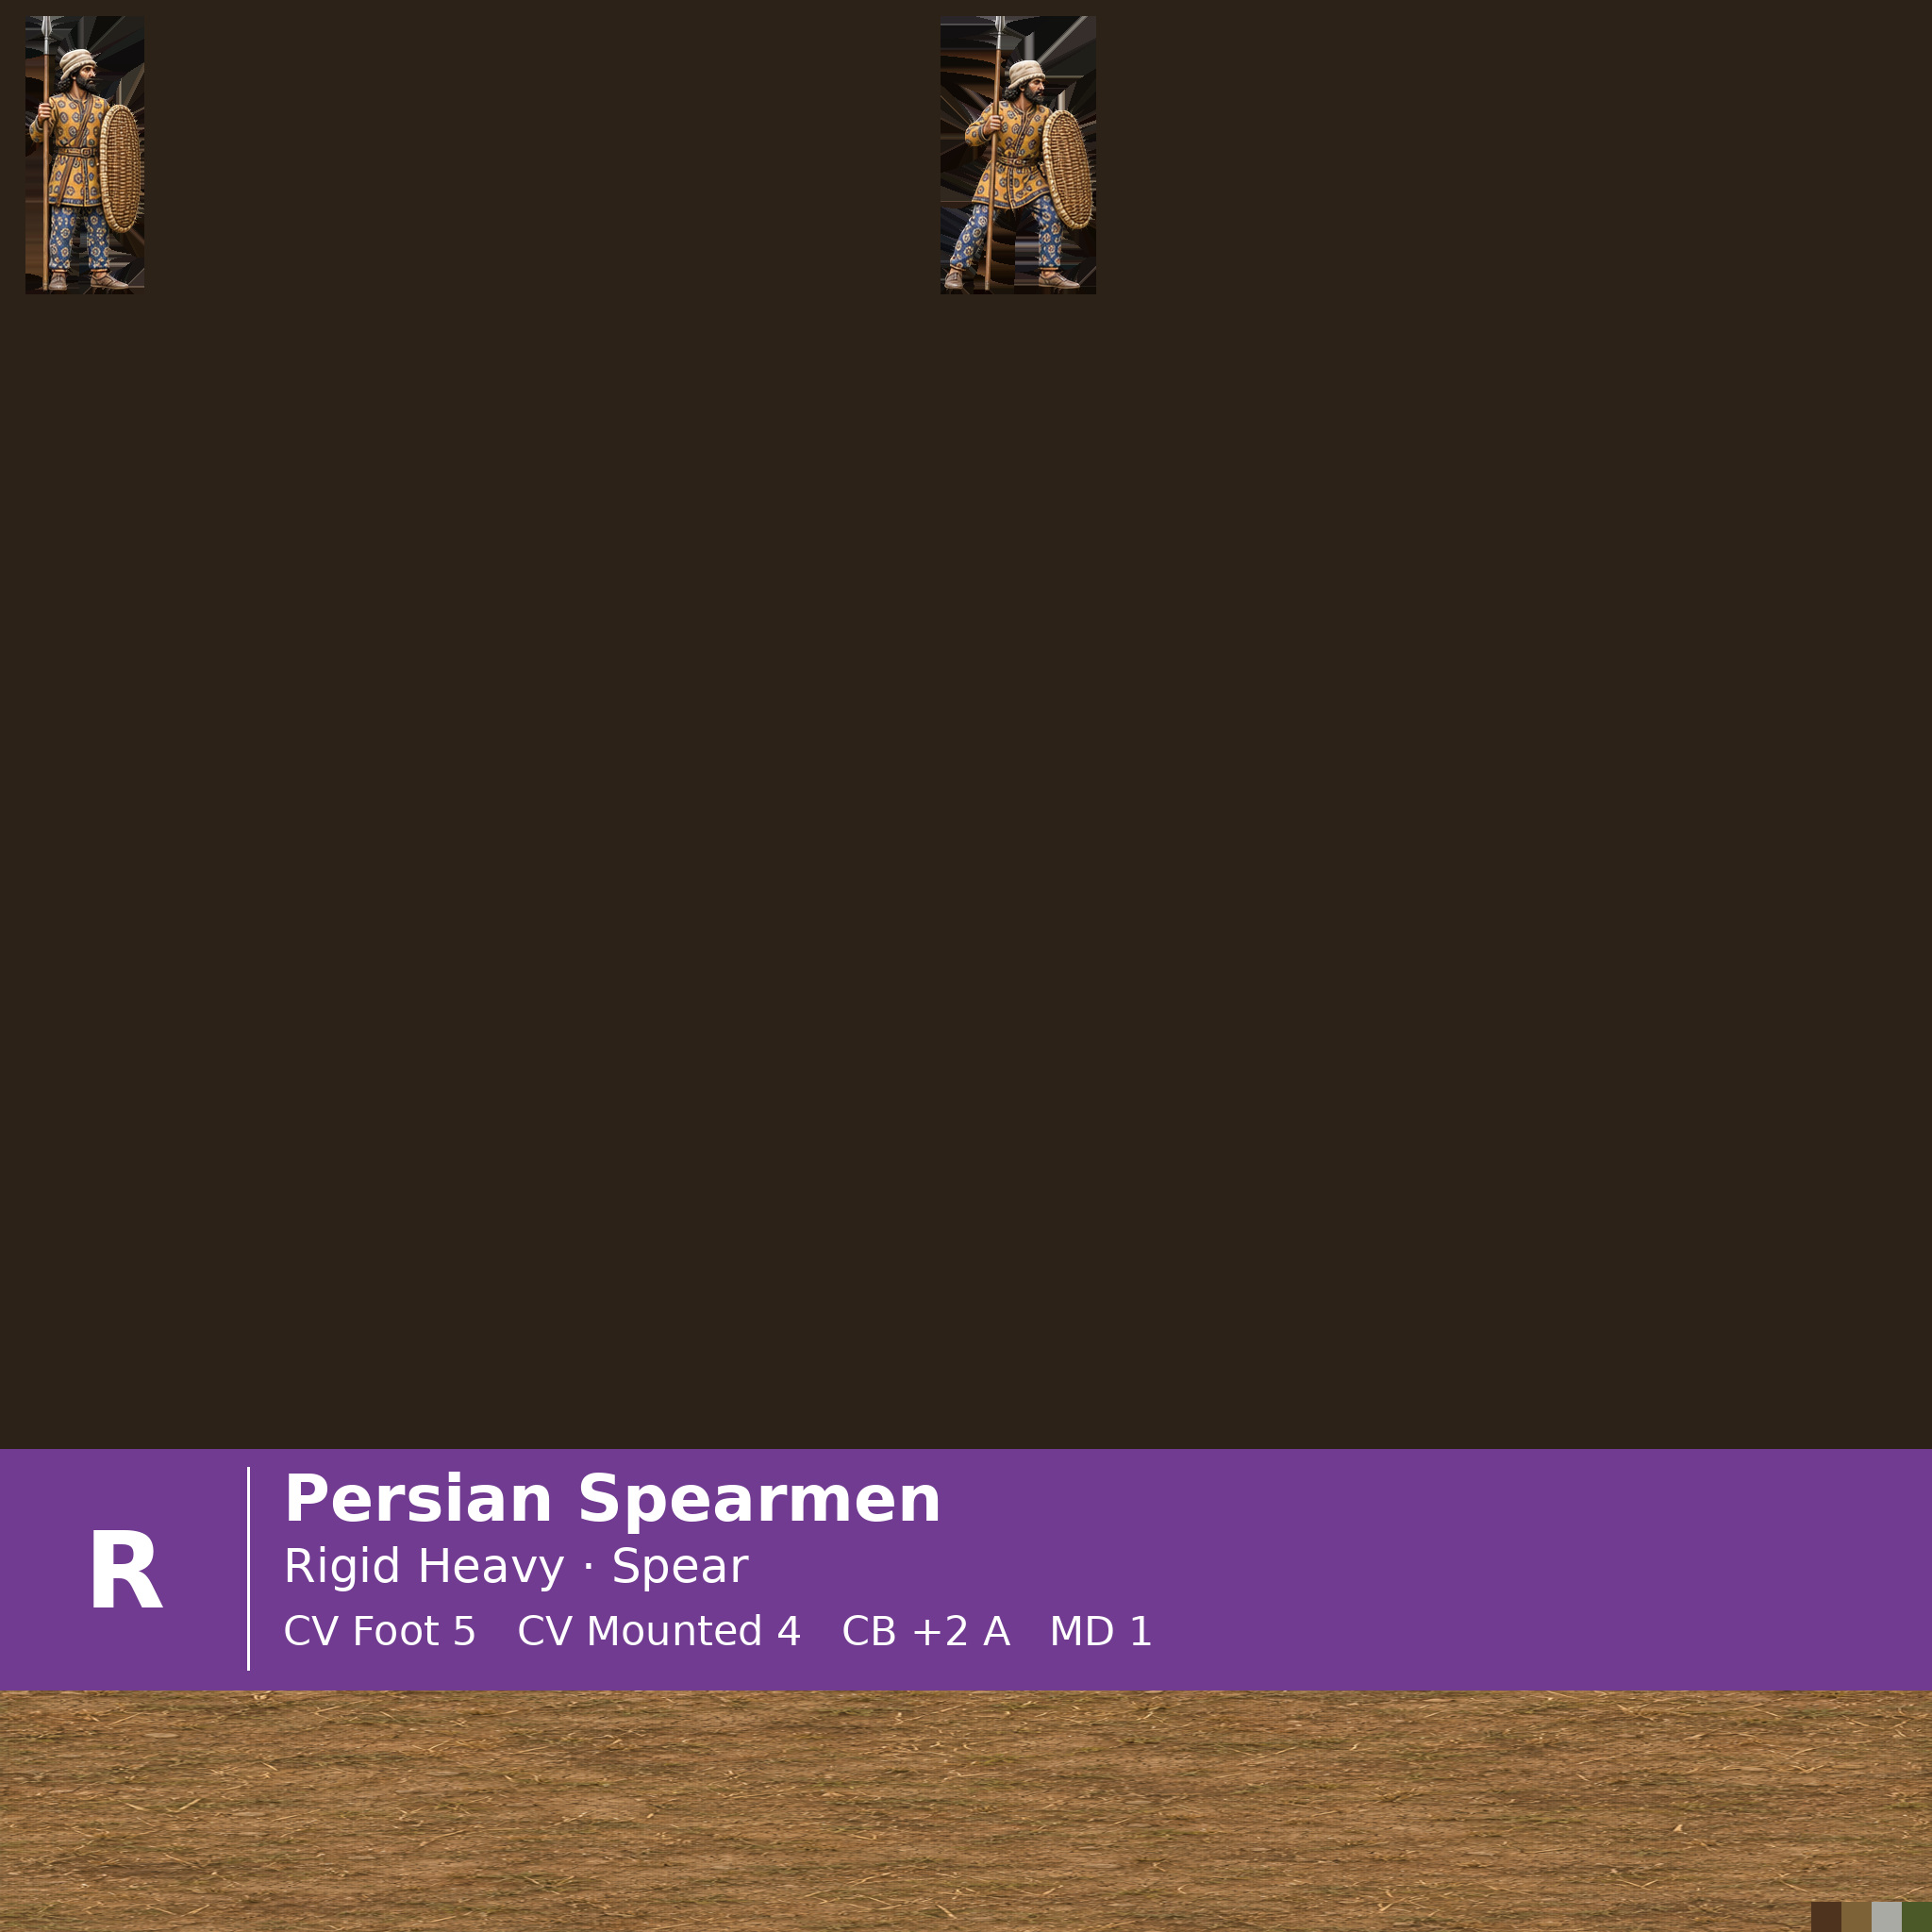 R
Persian Spearmen
Rigid Heavy · Spear
CV Foot 5 CV Mounted 4 CB +2 A MD 1